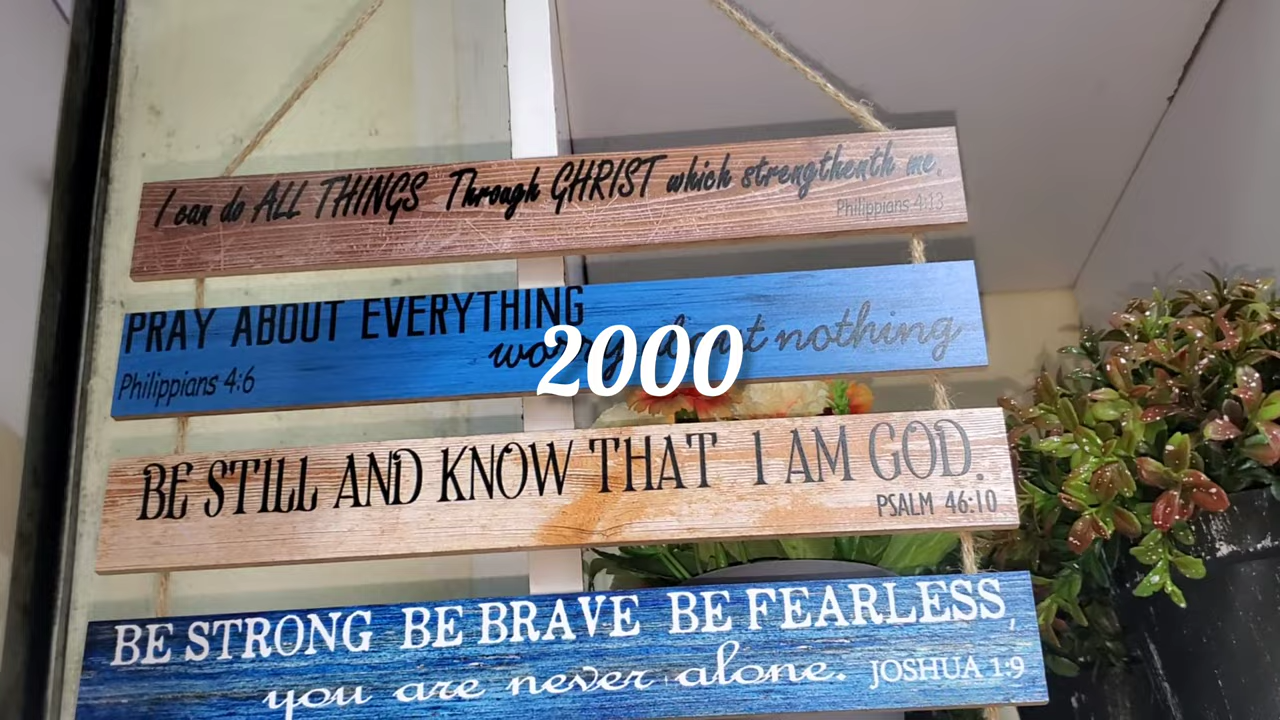 I can do ALL THINGS Through CHRIST which strengthenth me.
Philippians 4:13
PRAY ABOUT EVERYTHING
worry about nothing
Philippians 4:6
2000
BE STILL AND KNOW THAT I AM GOD.
PSALM 46:10
BE STRONG BE BRAVE BE FEARLESS,
you are never alone. JOSHUA 1:9